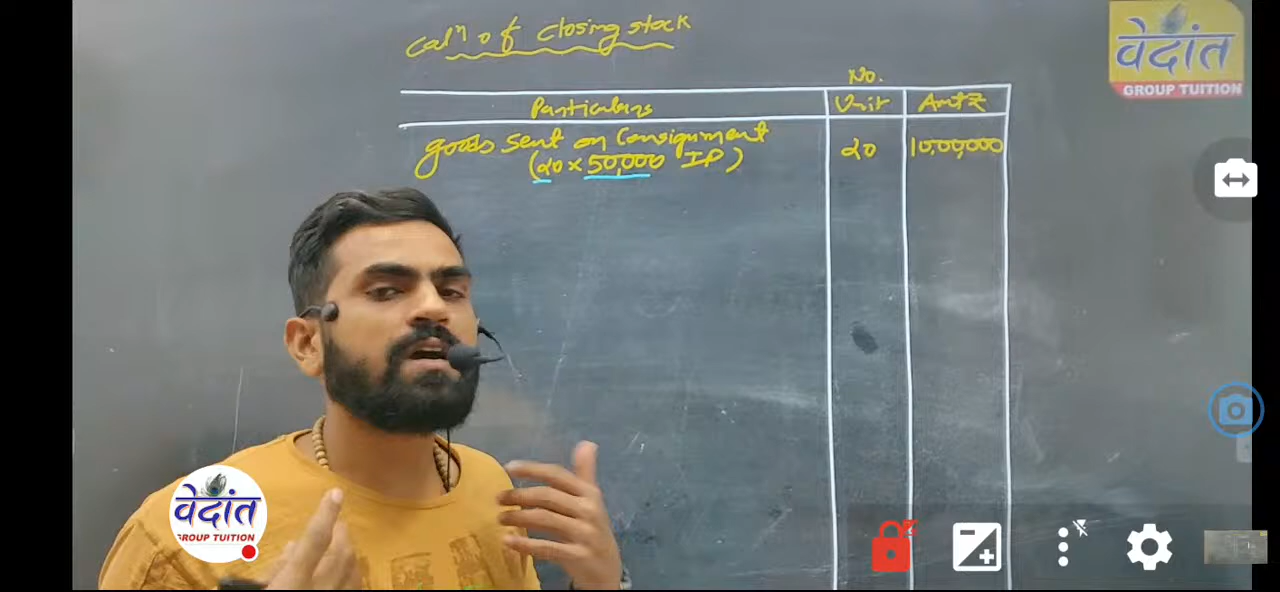 Calⁿ of closing stock
वेदांत
GROUP TUITION
No.
Particulars Unit Amt ₹
goods sent on Consignment 20 10,00,000
(20 × 50,000 IP)
वेदांत
GROUP TUITION